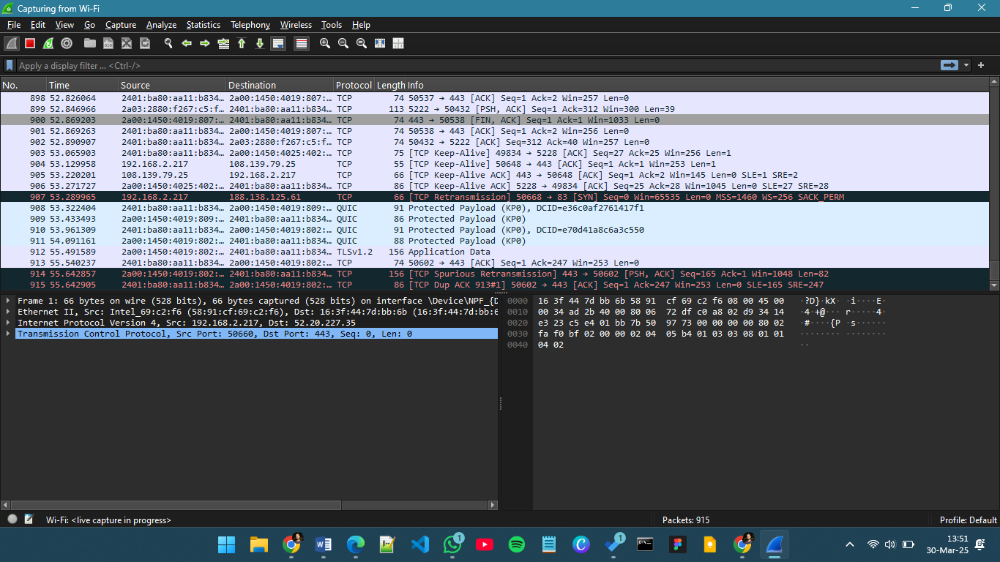 Capturing from Wi-Fi
File Edit View Go Capture Analyze Statistics Telephony Wireless Tools Help
Apply a display filter ... <Ctrl-/>
No. Time Source Destination Protocol Length Info
898 52.826064 2401:ba80:aa11:b834… 2a00:1450:4019:807:… TCP 74 50537 → 443 [ACK] Seq=1 Ack=2 Win=257 Len=0
899 52.846966 2a03:2880:f267:c5:f… 2401:ba80:aa11:b834… TCP 113 5222 → 50432 [PSH, ACK] Seq=1 Ack=312 Win=300 Len=39
900 52.869203 2a00:1450:4019:807:… 2401:ba80:aa11:b834… TCP 74 443 → 50538 [FIN, ACK] Seq=1 Ack=1 Win=1033 Len=0
901 52.869263 2401:ba80:aa11:b834… 2a00:1450:4019:807:… TCP 74 50538 → 443 [ACK] Seq=1 Ack=2 Win=256 Len=0
902 52.890907 2401:ba80:aa11:b834… 2a03:2880:f267:c5:f… TCP 74 50432 → 5222 [ACK] Seq=312 Ack=40 Win=257 Len=0
903 53.065903 2401:ba80:aa11:b834… 2a00:1450:4025:402:… TCP 75 [TCP Keep-Alive] 49834 → 5228 [ACK] Seq=27 Ack=25 Win=256 Len=1
904 53.129958 192.168.2.217 108.139.79.25 TCP 55 [TCP Keep-Alive] 50648 → 443 [ACK] Seq=1 Ack=1 Win=253 Len=1
905 53.220201 108.139.79.25 192.168.2.217 TCP 66 [TCP Keep-Alive ACK] 443 → 50648 [ACK] Seq=1 Ack=2 Win=145 Len=0 SLE=1 SRE=2
906 53.271727 2a00:1450:4025:402:… 2401:ba80:aa11:b834… TCP 86 [TCP Keep-Alive ACK] 5228 → 49834 [ACK] Seq=25 Ack=28 Win=1045 Len=0 SLE=27 SRE=28
907 53.289965 192.168.2.217 188.138.125.61 TCP 66 [TCP Retransmission] 50668 → 83 [SYN] Seq=0 Win=65535 Len=0 MSS=1460 WS=256 SACK_PERM
908 53.322404 2401:ba80:aa11:b834… 2a00:1450:4019:809:… QUIC 91 Protected Payload (KP0), DCID=e36c0af2761417f1
909 53.433493 2a00:1450:4019:809:… 2401:ba80:aa11:b834… QUIC 86 Protected Payload (KP0)
910 53.961309 2401:ba80:aa11:b834… 2a00:1450:4019:802:… QUIC 91 Protected Payload (KP0), DCID=e70d41a8c6a3c550
911 54.091161 2a00:1450:4019:802:… 2401:ba80:aa11:b834… QUIC 88 Protected Payload (KP0)
912 55.491589 2a00:1450:4019:802:… 2401:ba80:aa11:b834… TLSv1.2 156 Application Data
913 55.540237 2401:ba80:aa11:b834… 2a00:1450:4019:802:… TCP 74 50602 → 443 [ACK] Seq=1 Ack=247 Win=253 Len=0
914 55.642857 2a00:1450:4019:802:… 2401:ba80:aa11:b834… TCP 156 [TCP Spurious Retransmission] 443 → 50602 [PSH, ACK] Seq=165 Ack=1 Win=1048 Len=82
915 55.642905 2401:ba80:aa11:b834… 2a00:1450:4019:802:… TCP 86 [TCP Dup ACK 913#1] 50602 → 443 [ACK] Seq=1 Ack=247 Win=253 Len=0 SLE=165 SRE=247
Frame 1: 66 bytes on wire (528 bits), 66 bytes captured (528 bits) on interface \Device\NPF_{D
Ethernet II, Src: Intel_69:c2:f6 (58:91:cf:69:c2:f6), Dst: 16:3f:44:7d:bb:6b (16:3f:44:7d:bb:6
Internet Protocol Version 4, Src: 192.168.2.217, Dst: 52.20.227.35
Transmission Control Protocol, Src Port: 50660, Dst Port: 443, Seq: 0, Len: 0
0000 16 3f 44 7d bb 6b 58 91 cf 69 c2 f6 08 00 45 00 ·?D}·kX· ·i····E·
0010 00 34 ad 2b 40 00 80 06 72 df c0 a8 02 d9 34 14 ·4·+@··· r·····4·
0020 e3 23 c5 e4 01 bb 7b 50 97 73 00 00 00 00 80 02 ·#····{P ·s······
0030 fa f0 bf 02 00 00 02 04 05 b4 01 03 03 08 01 01 ········ ········
0040 04 02 ··
Wi-Fi: <live capture in progress>
Packets: 915
Profile: Default
1
1
13:51
30-Mar-25